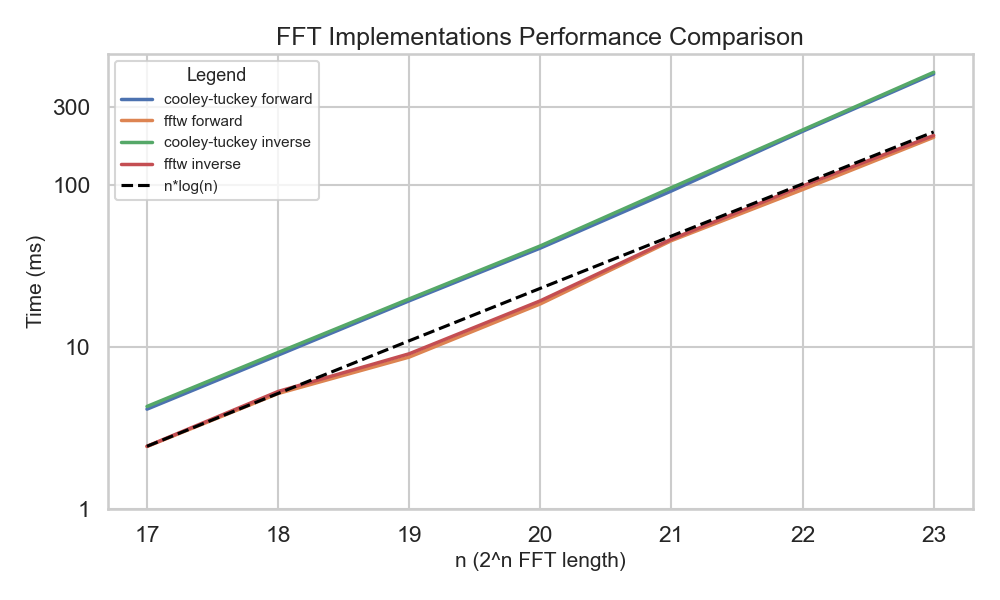 FFT Implementations Performance Comparison
Legend
cooley-tuckey forward
fftw forward
cooley-tuckey inverse
fftw inverse
n*log(n)
Time (ms)
300
100
10
1
17 18 19 20 21 22 23
n (2^n FFT length)